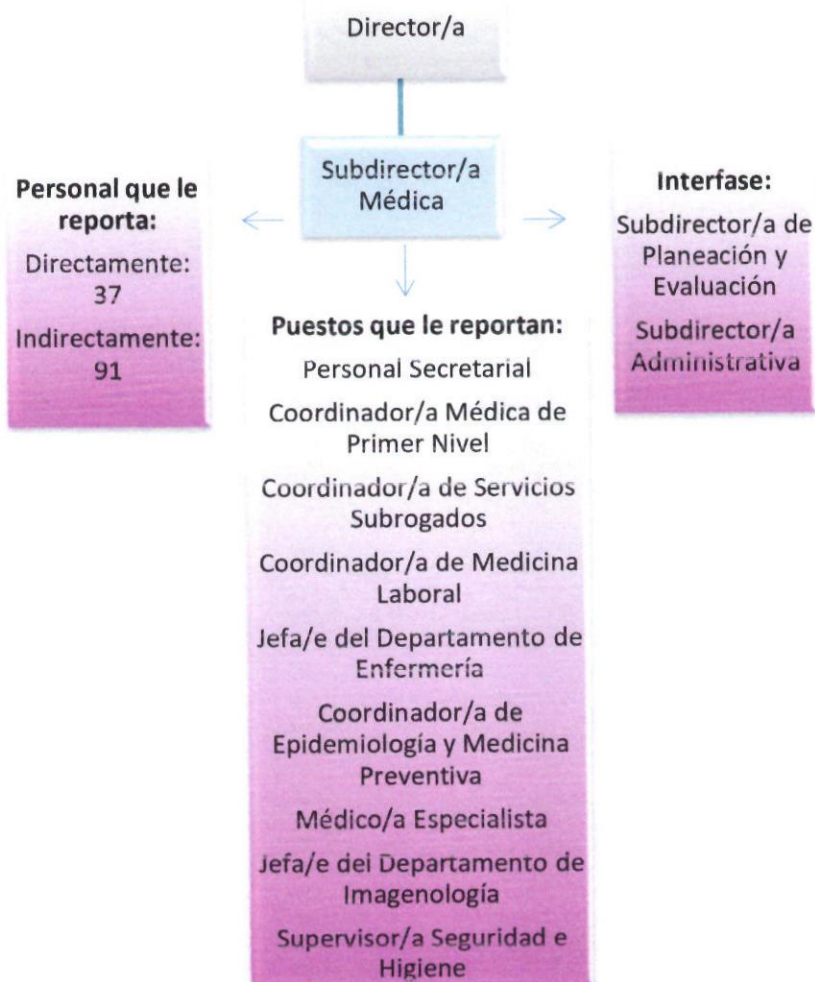 Director/a
Subdirector/a
Médica
Personal que le
reporta:
Directamente:
37
Indirectamente:
91
Interfase:
Subdirector/a de
Planeación y
Evaluación
Subdirector/a
Administrativa
Puestos que le reportan:
Personal Secretarial
Coordinador/a Médica de
Primer Nivel
Coordinador/a de Servicios
Subrogados
Coordinador/a de Medicina
Laboral
Jefa/e del Departamento de
Enfermería
Coordinador/a de
Epidemiología y Medicina
Preventiva
Médico/a Especialista
Jefa/e del Departamento de
Imagenología
Supervisor/a Seguridad e
Higiene